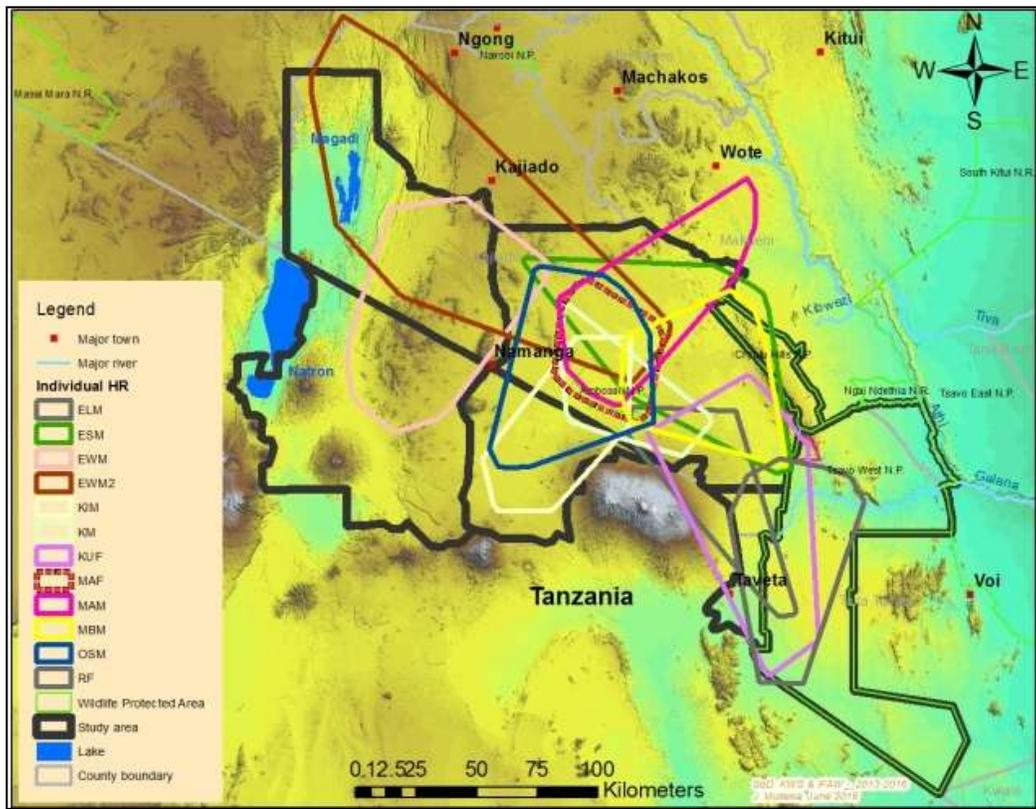 Ngong
Nairobi N.P.
Kitui
N
W E
S
Machakos
Masai Mara N.R.
Magadi
Wote
Kajiado
South Kitui N.R.
Makueni
Kibwezi
Tiva
Namanga
Chyulu Hills N.P.
Natron
Ngai Ndethia N.R.
Tsavo East N.P.
Athi
Tsavo West N.P.
Galana
Taveta
Voi
Tanzania
Legend
Major town
Major river
Individual HR
ELM
ESM
EWM
EWM2
KIM
KM
KUF
MAF
MAM
MBM
OSM
RF
Wildlife Protected Area
Study area
Lake
County boundary
0 12.5 25 50 75 100
Kilometers